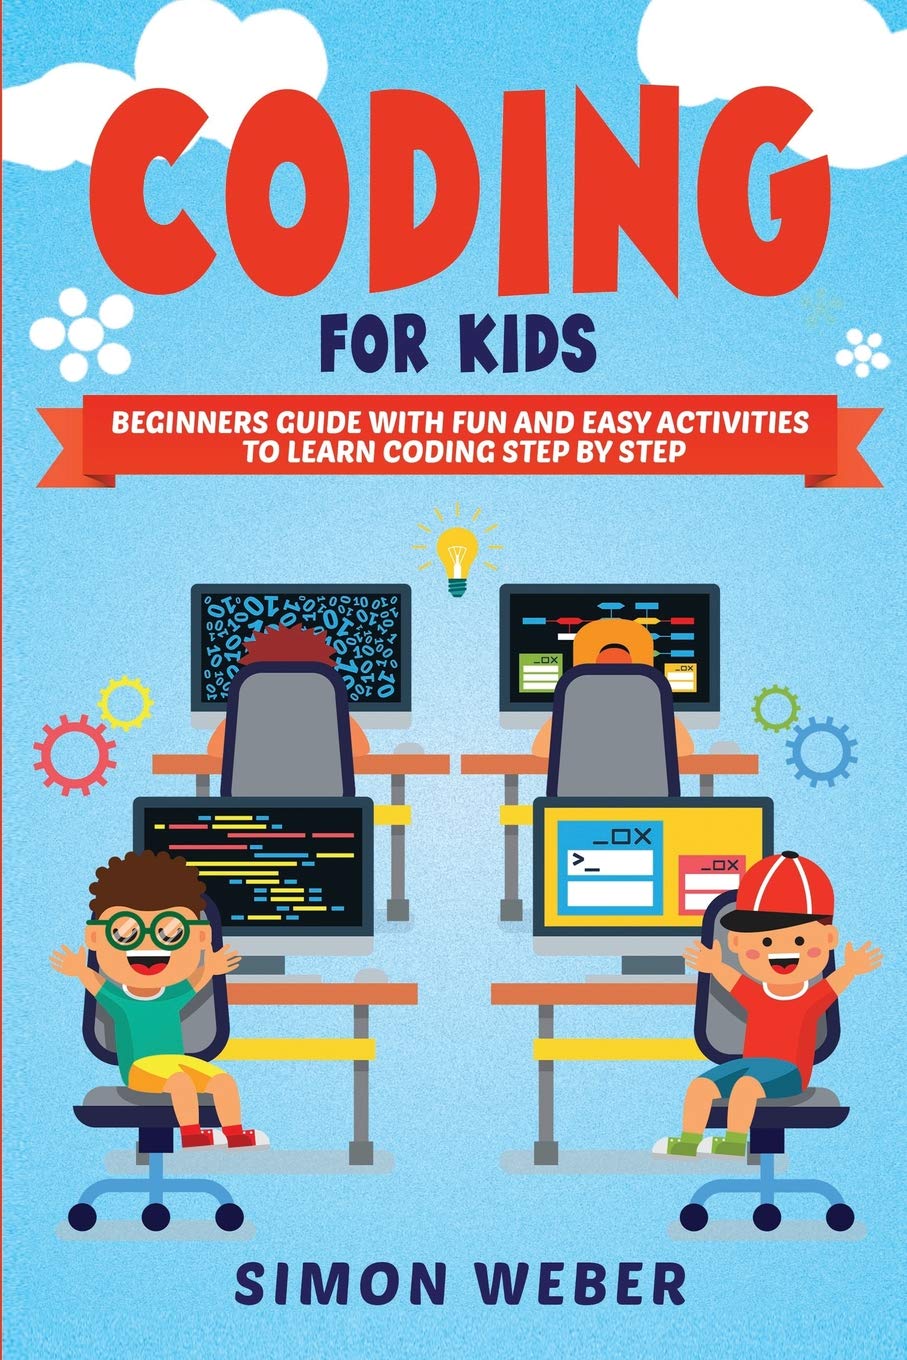 CODING
FOR KIDS
BEGINNERS GUIDE WITH FUN AND EASY ACTIVITIES
TO LEARN CODING STEP BY STEP
>_
SIMON WEBER